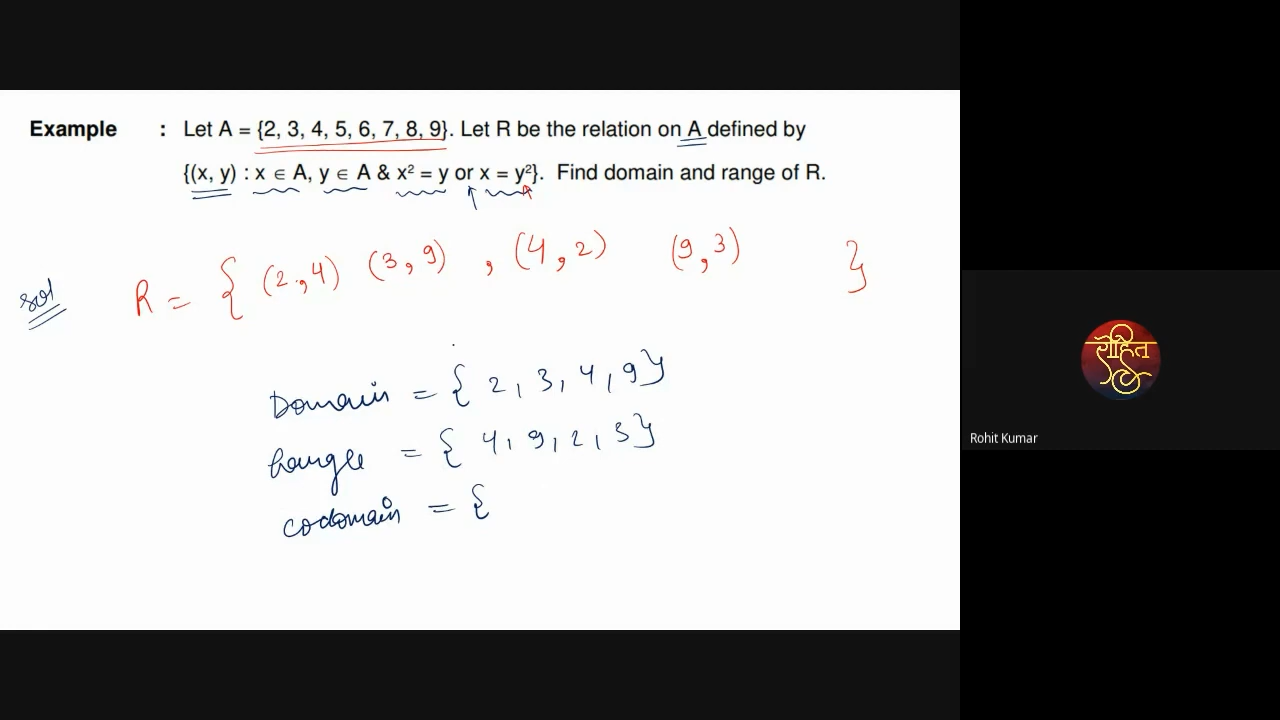 Example : Let A = {2, 3, 4, 5, 6, 7, 8, 9}. Let R be the relation on A defined by
{(x, y) : x ∈ A, y ∈ A & x² = y or x = y²}. Find domain and range of R.
sol R = { (2,4) (3,9) , (4,2) (9,3) }
Domain = { 2, 3, 4, 9}
= { 4, 9, 2, 3}
codomain = {
रोहित
Rohit Kumar